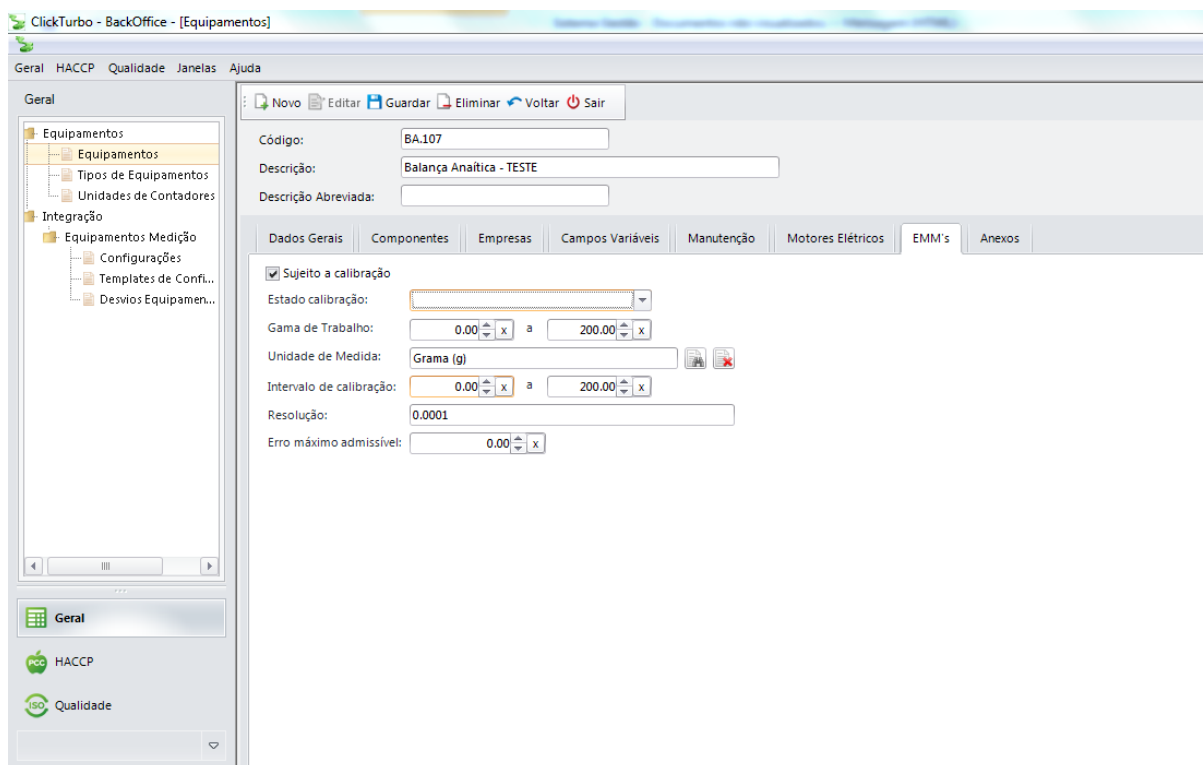 ClickTurbo - BackOffice - [Equipamentos]
Geral HACCP Qualidade Janelas Ajuda
Geral
Equipamentos
Equipamentos
Tipos de Equipamentos
Unidades de Contadores
Integração
Equipamentos Medição
Configurações
Templates de Confi...
Desvios Equipamen...
Geral
PCC HACCP
ISO Qualidade
Novo Editar Guardar Eliminar Voltar Sair
Código: BA.107
Descrição: Balança Anaítica - TESTE
Descrição Abreviada:
Dados Gerais Componentes Empresas Campos Variáveis Manutenção Motores Elétricos EMM's Anexos
Sujeito a calibração
Estado calibração:
Gama de Trabalho: 0.00 x a 200.00 x
Unidade de Medida: Grama (g)
Intervalo de calibração: 0.00 x a 200.00 x
Resolução: 0.0001
Erro máximo admissível: 0.00 x